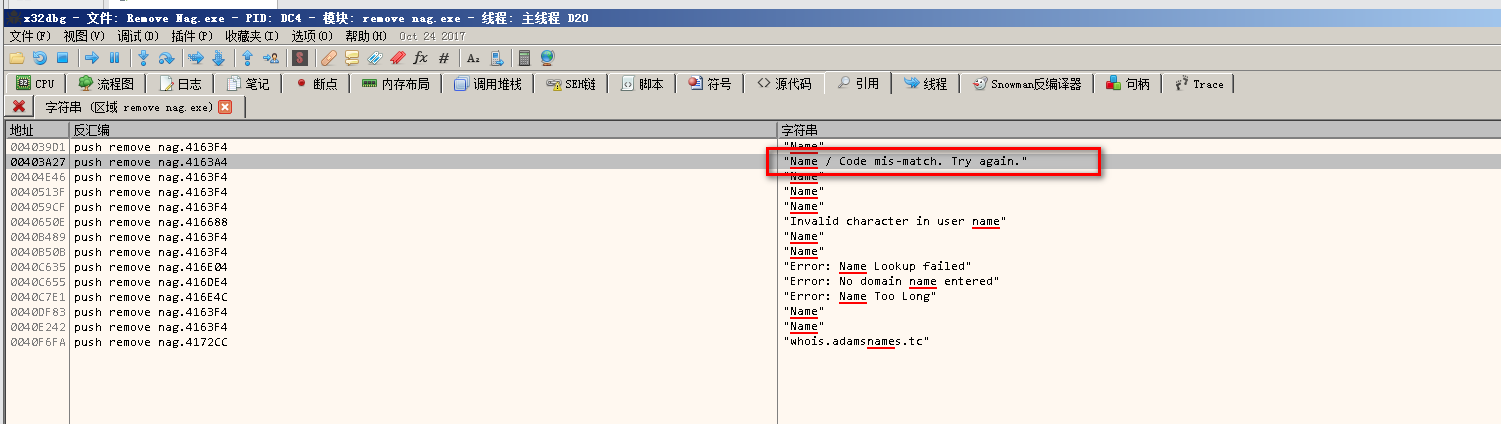 x32dbg - 文件: Remove Nag.exe - PID: DC4 - 模块: remove nag.exe - 线程: 主线程 D20
文件(F) 视图(V) 调试(D) 插件(P) 收藏夹(I) 选项(O) 帮助(H) Oct 24 2017
CPU 流程图 日志 笔记 断点 内存布局 调用堆栈 SEH链 脚本 符号 源代码 引用 线程 Snowman反编译器 句柄 Trace
字符串 (区域 remove nag.exe)
地址 反汇编 字符串
004039D1 push remove nag.4163F4 "Name"
00403A27 push remove nag.4163A4 "Name / Code mis-match. Try again."
00404E46 push remove nag.4163F4 "Name"
0040513F push remove nag.4163F4 "Name"
004059CF push remove nag.4163F4 "Name"
0040650E push remove nag.416688 "Invalid character in user name"
0040B489 push remove nag.4163F4 "Name"
0040B50B push remove nag.4163F4 "Name"
0040C635 push remove nag.416E04 "Error: Name Lookup failed"
0040C655 push remove nag.416DE4 "Error: No domain name entered"
0040C7E1 push remove nag.416E4C "Error: Name Too Long"
0040DF83 push remove nag.4163F4 "Name"
0040E242 push remove nag.4163F4 "Name"
0040F6FA push remove nag.4172CC "whois.adamsnames.tc"